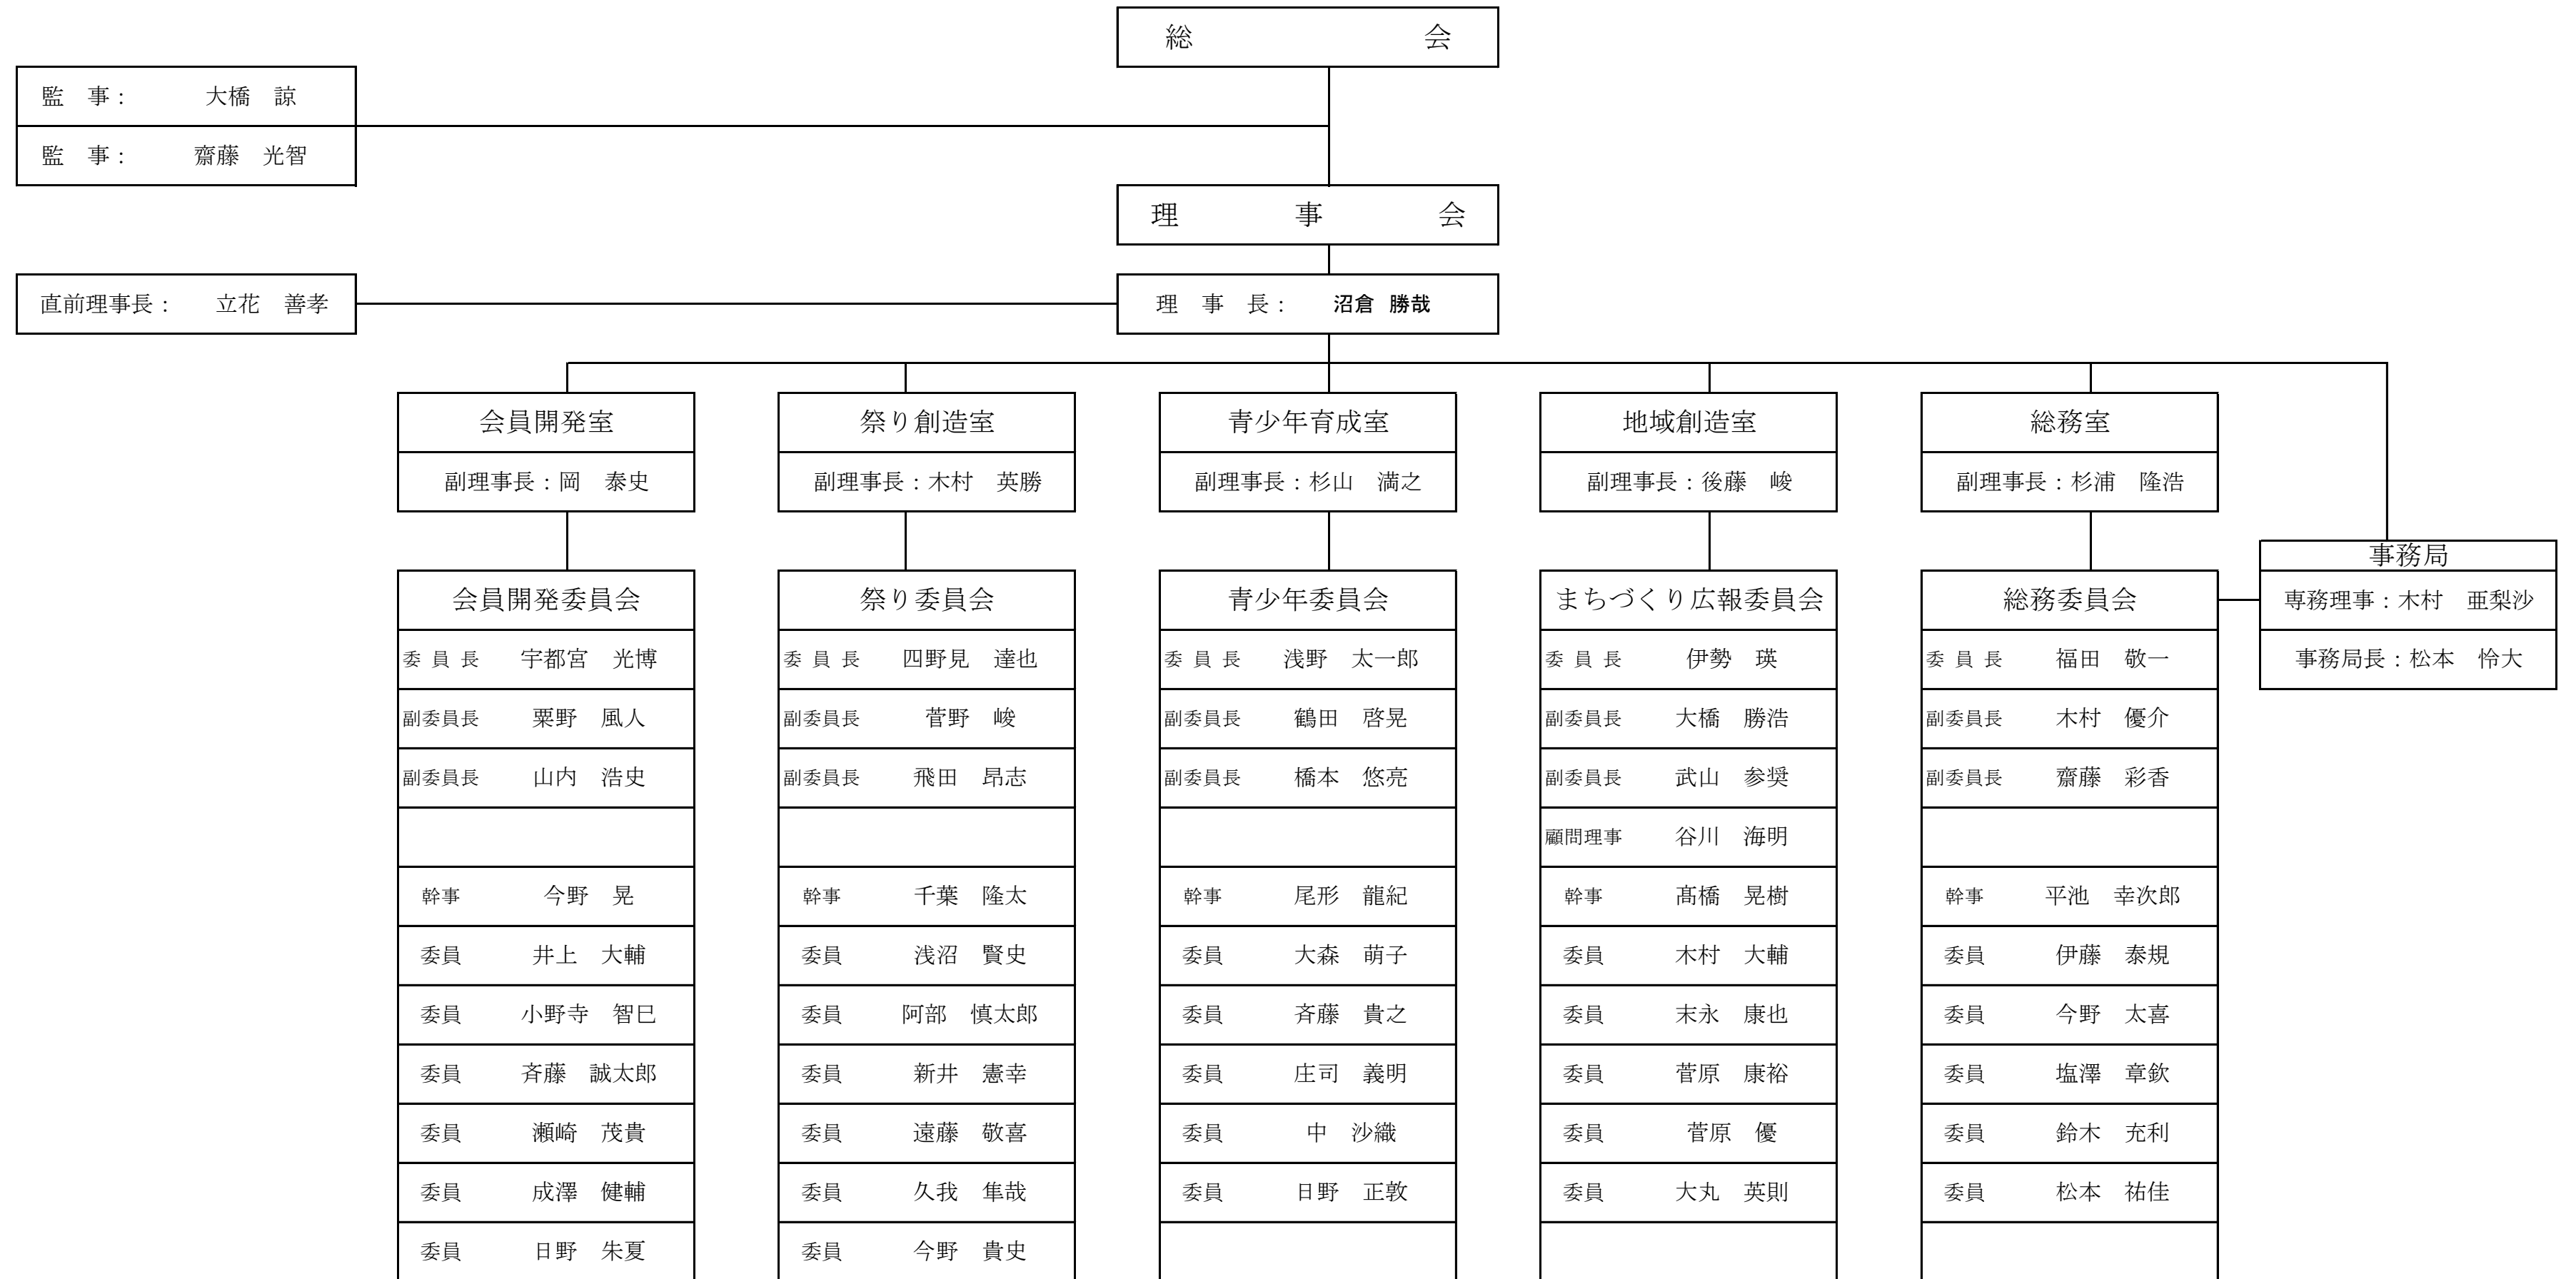 総　　　会
監　事：　大橋　諒
監　事：　齋藤　光智
理　事　会
直前理事長：　立花　善孝
理　事　長：　沼倉　勝哉
会員開発室
副理事長：岡　泰史
祭り創造室
副理事長：木村　英勝
青少年育成室
副理事長：杉山　満之
地域創造室
副理事長：後藤　峻
総務室
副理事長：杉浦　隆浩
事務局
専務理事：木村　亜梨沙
事務局長：松本　怜大
会員開発委員会
委 員 長　宇都宮　光博
副委員長　粟野　風人
副委員長　山内　浩史
幹事　今野　晃
委員　井上　大輔
委員　小野寺　智巳
委員　斉藤　誠太郎
委員　瀬崎　茂貴
委員　成澤　健輔
委員　日野　朱夏
祭り委員会
委 員 長　四野見　達也
副委員長　菅野　峻
副委員長　飛田　昂志
幹事　千葉　隆太
委員　浅沼　賢史
委員　阿部　慎太郎
委員　新井　憲幸
委員　遠藤　敬喜
委員　久我　隼哉
委員　今野　貴史
青少年委員会
委 員 長　浅野　太一郎
副委員長　鶴田　啓晃
副委員長　橋本　悠亮
幹事　尾形　龍紀
委員　大森　萌子
委員　斉藤　貴之
委員　庄司　義明
委員　中　沙織
委員　日野　正敦
まちづくり広報委員会
委 員 長　伊勢　瑛
副委員長　大橋　勝浩
副委員長　武山　参奨
顧問理事　谷川　海明
幹事　髙橋　晃樹
委員　木村　大輔
委員　末永　康也
委員　菅原　康裕
委員　菅原　優
委員　大丸　英則
総務委員会
委 員 長　福田　敬一
副委員長　木村　優介
副委員長　齋藤　彩香
幹事　平池　幸次郎
委員　伊藤　泰規
委員　今野　太喜
委員　塩澤　章欽
委員　鈴木　充利
委員　松本　祐佳